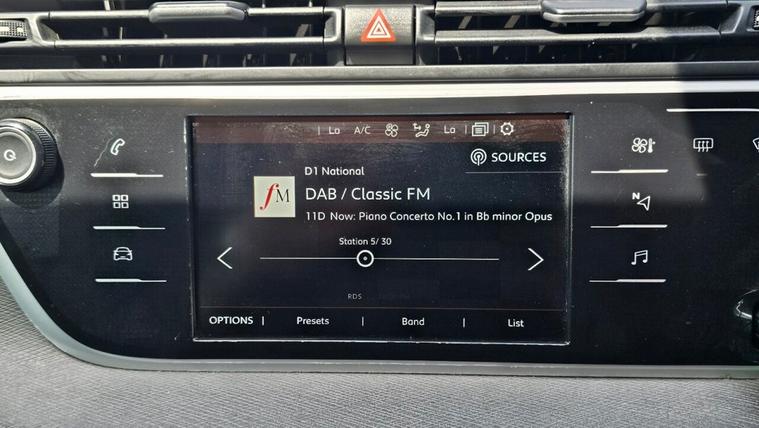 Lo A/C Lo
SOURCES
D1 National
fM
DAB / Classic FM
11D Now: Piano Concerto No.1 in Bb minor Opus
Station 5/ 30
N
RDS
OPTIONS | Presets | Band | List